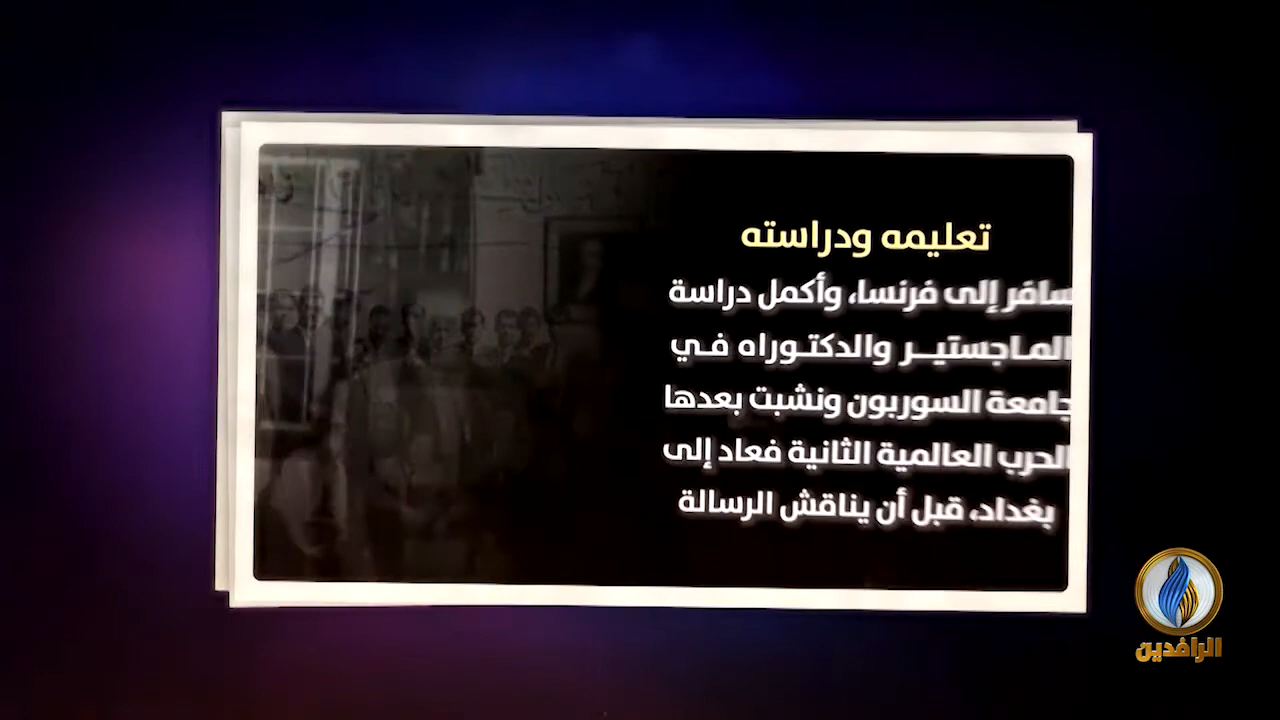 تعليمه ودراسته
سافر إلى فرنسا، وأكمل دراسة
الماجستير والدكتوراه في
جامعة السوربون ونشبت بعدها
الحرب العالمية الثانية فعاد إلى
بغداد، قبل أن يناقش الرسالة
الرافدين